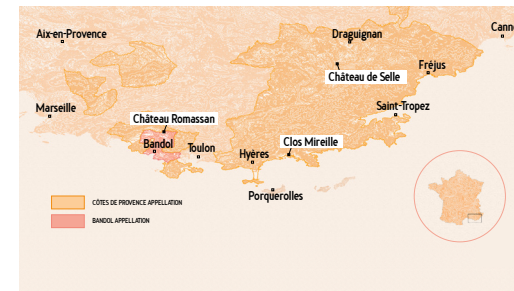 Aix-en-Provence
Draguignan
Cann
Château de Selle
Fréjus
Marseille
Saint-Tropez
Château Romassan
Bandol
Toulon
Clos Mireille
Hyères
Porquerolles
CÔTES DE PROVENCE APPELLATION
BANDOL APPELLATION